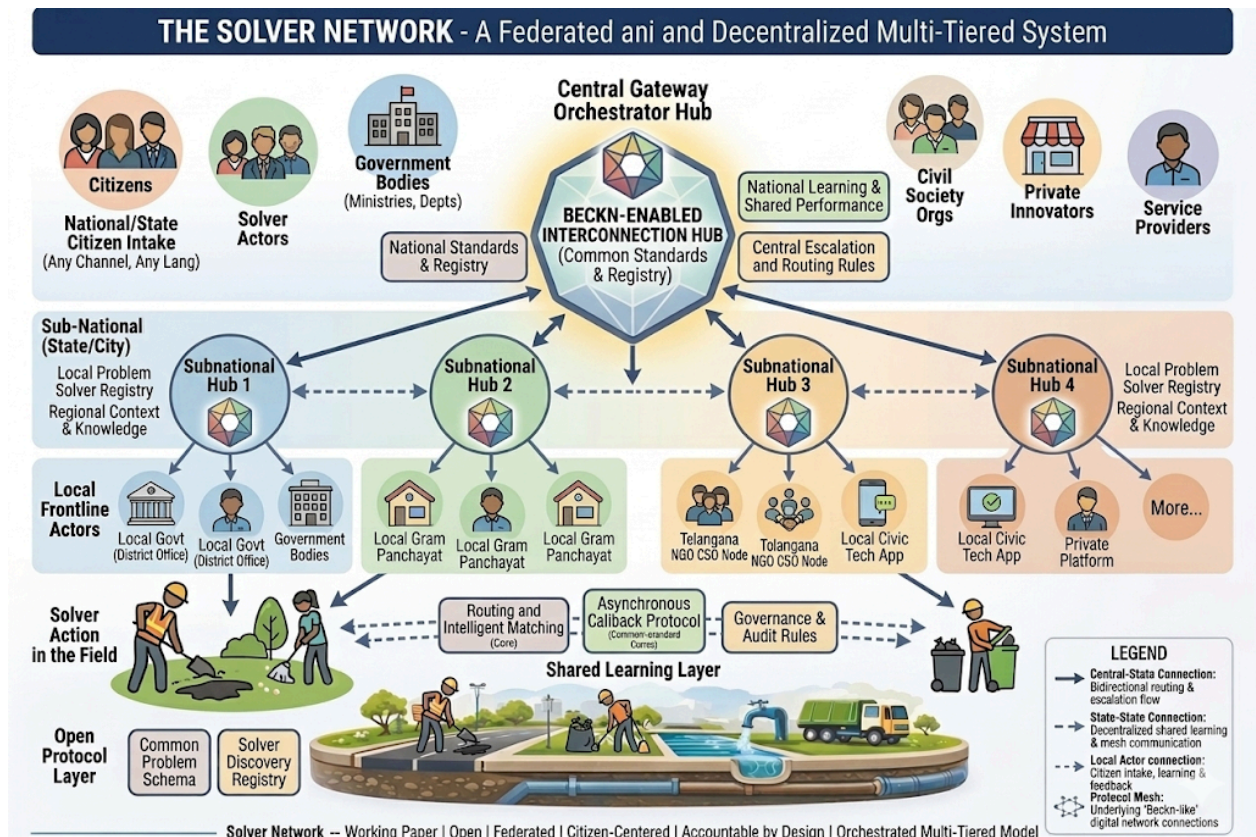 THE SOLVER NETWORK - A Federated ani and Decentralized Multi-Tiered System
Citizens
National/State
Citizen Intake
(Any Channel, Any Lang)
Solver
Actors
Government
Bodies
(Ministries, Depts)
National Standards
& Registry
Central Gateway
Orchestrator Hub
BECKN-ENABLED
INTERCONNECTION HUB
(Common Standards
& Registry)
National Learning &
Shared Performance
Central Escalation
and Routing Rules
Civil
Society
Orgs
Private
Innovators
Service
Providers
Sub-National
(State/City)
Local Problem
Solver Registry
Regional Context
& Knowledge
Subnational
Hub 1
Subnational
Hub 2
Subnational
Hub 3
Subnational
Hub 4
Local Problem
Solver Registry
Regional Context
& Knowledge
Local
Frontline
Actors
Local Govt
(District Office)
Local Govt
(District Office)
Government
Bodies
Local Gram
Panchayat
Local Gram
Panchayat
Local Gram
Panchayat
Telangana
NGO CSO Node
Tolangana
NGO CSO Node
Local Civic
Tech App
Local Civic
Tech App
Private
Platform
More...
Solver
Action
in the Field
Routing and
Intelligent Matching
(Core)
Asynchronous
Caliback Protocol
Governance &
Audit Rules
Shared Learning Layer
Open
Protocol
Layer
Common
Problem
Schema
Solver
Discovery
Registry
LEGEND
Central-Stata Connection:
Bidirectional routing &
escalation flow
State-State Connection:
Decentralized shared learning
& mesh communication
Local Actor connection:
Citizen intake, learning &
feedback
Protecel Mesh:
Underlying 'Beckn-like'
digital network connections
Solver Network -- Working Paper | Open | Federated | Citizen-Centered | Accountable by Design | Orchestrated Multi-Tiered Model